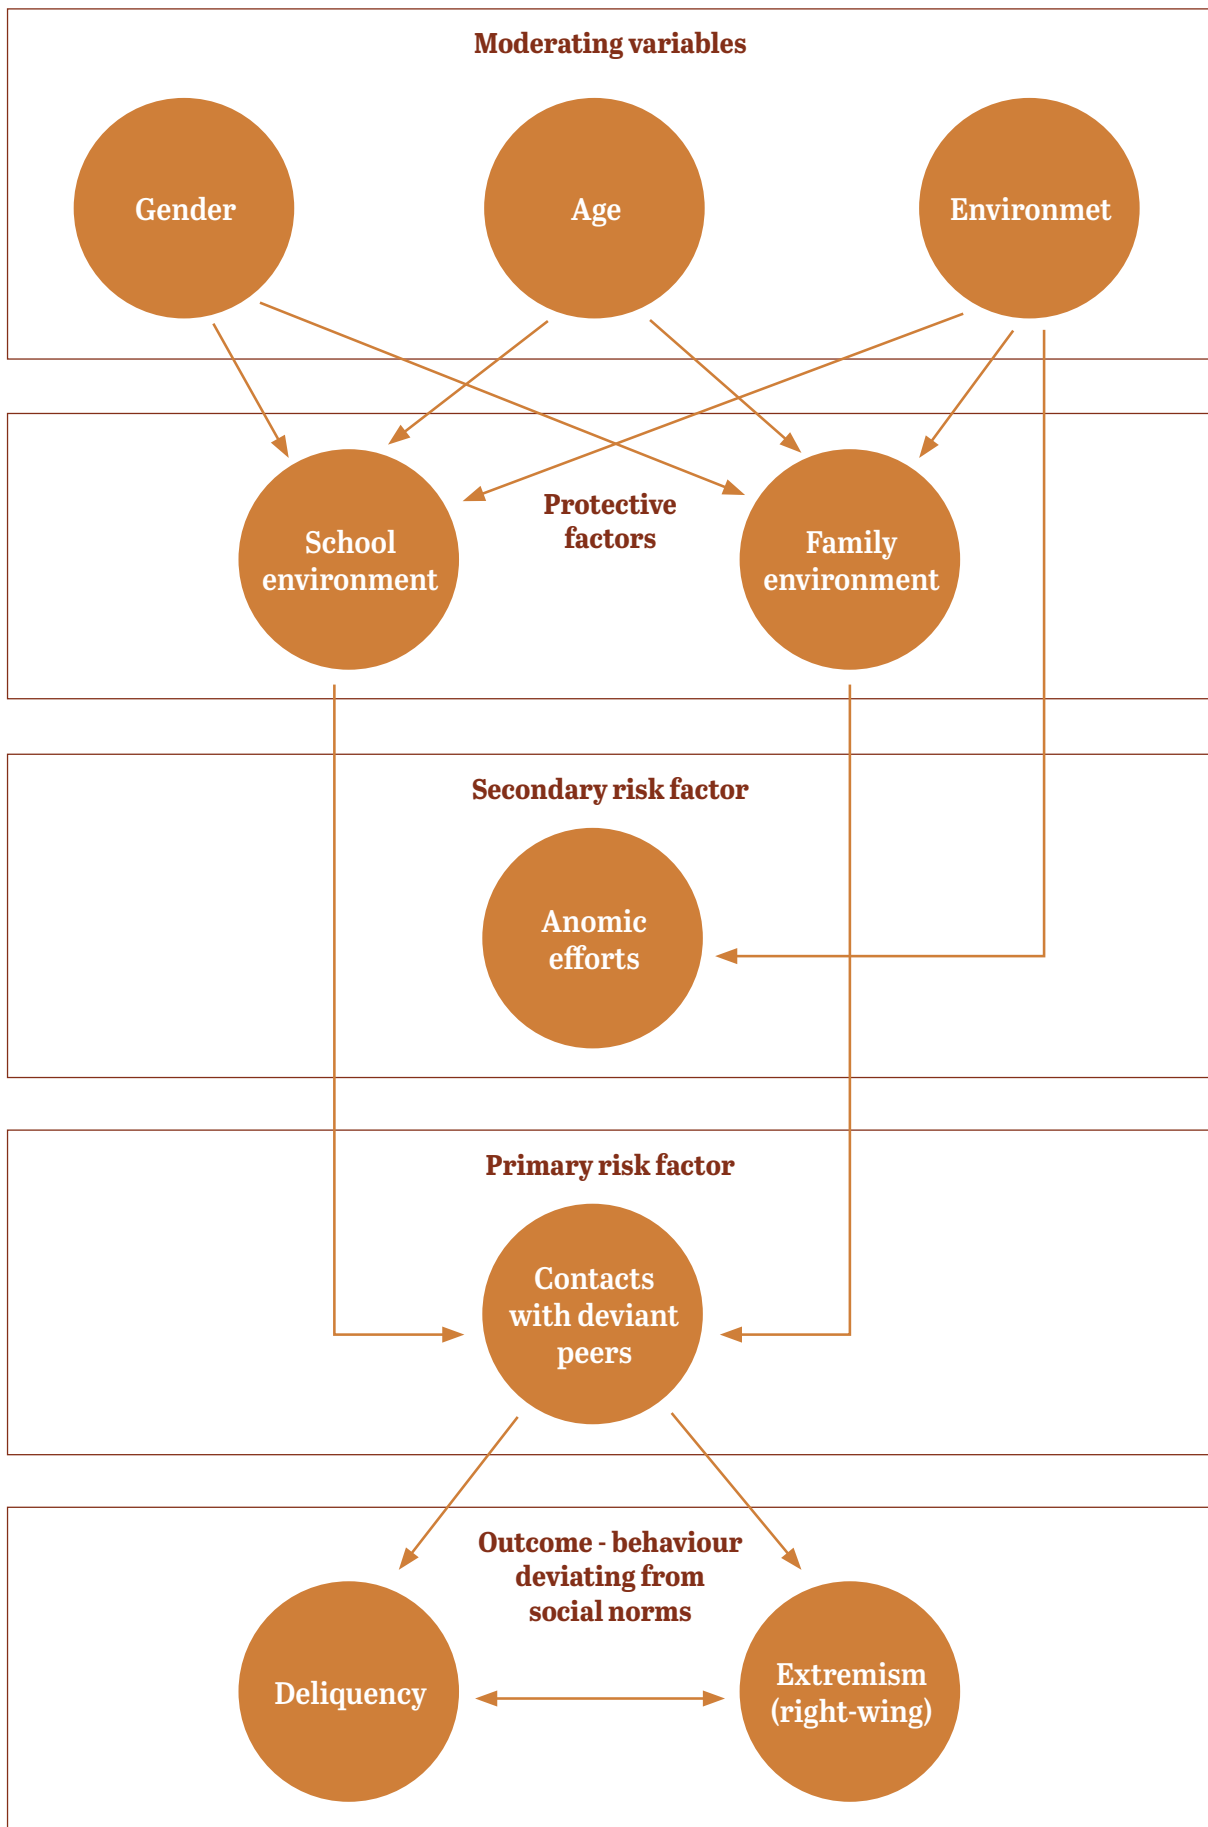 Moderating variables
Gender
Age
Environmet
Protective
factors
School
environment
Family
environment
Secondary risk factor
Anomic
efforts
Primary risk factor
Contacts
with deviant
peers
Outcome - behaviour
deviating from
social norms
Deliquency
Extremism
(right-wing)